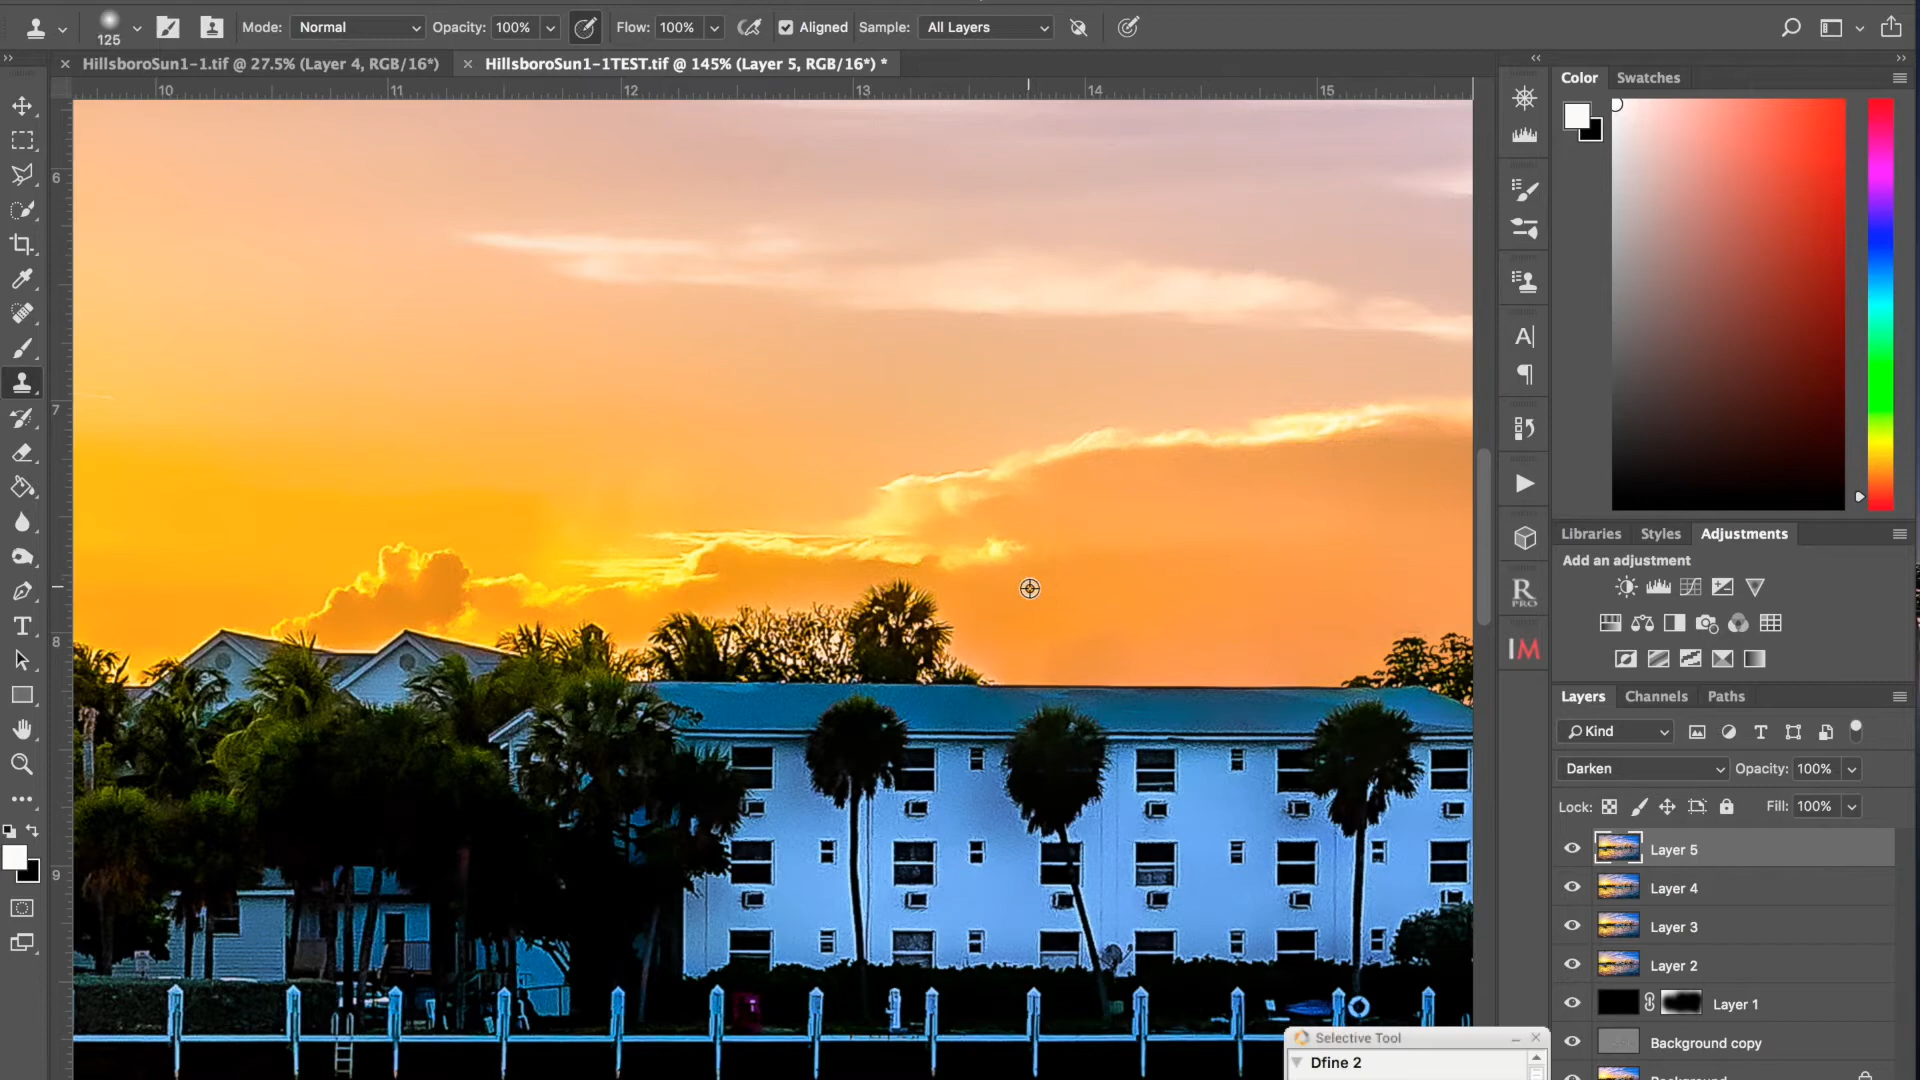 125 Mode: Normal Opacity: 100% Flow: 100% Aligned Sample: All Layers
HillsboroSun1-1.tif @ 27.5% (Layer 4, RGB/16*)
HillsboroSun1-1TEST.tif @ 145% (Layer 5, RGB/16*) *
10 11 12 13 14 15
6
7
8
9
Color Swatches
A|
R
PRO
IM
Libraries Styles Adjustments
Add an adjustment
Layers Channels Paths
Kind
Darken Opacity: 100%
Lock: Fill: 100%
Layer 5
Layer 4
Layer 3
Layer 2
Layer 1
Background copy
Selective Tool
Dfine 2